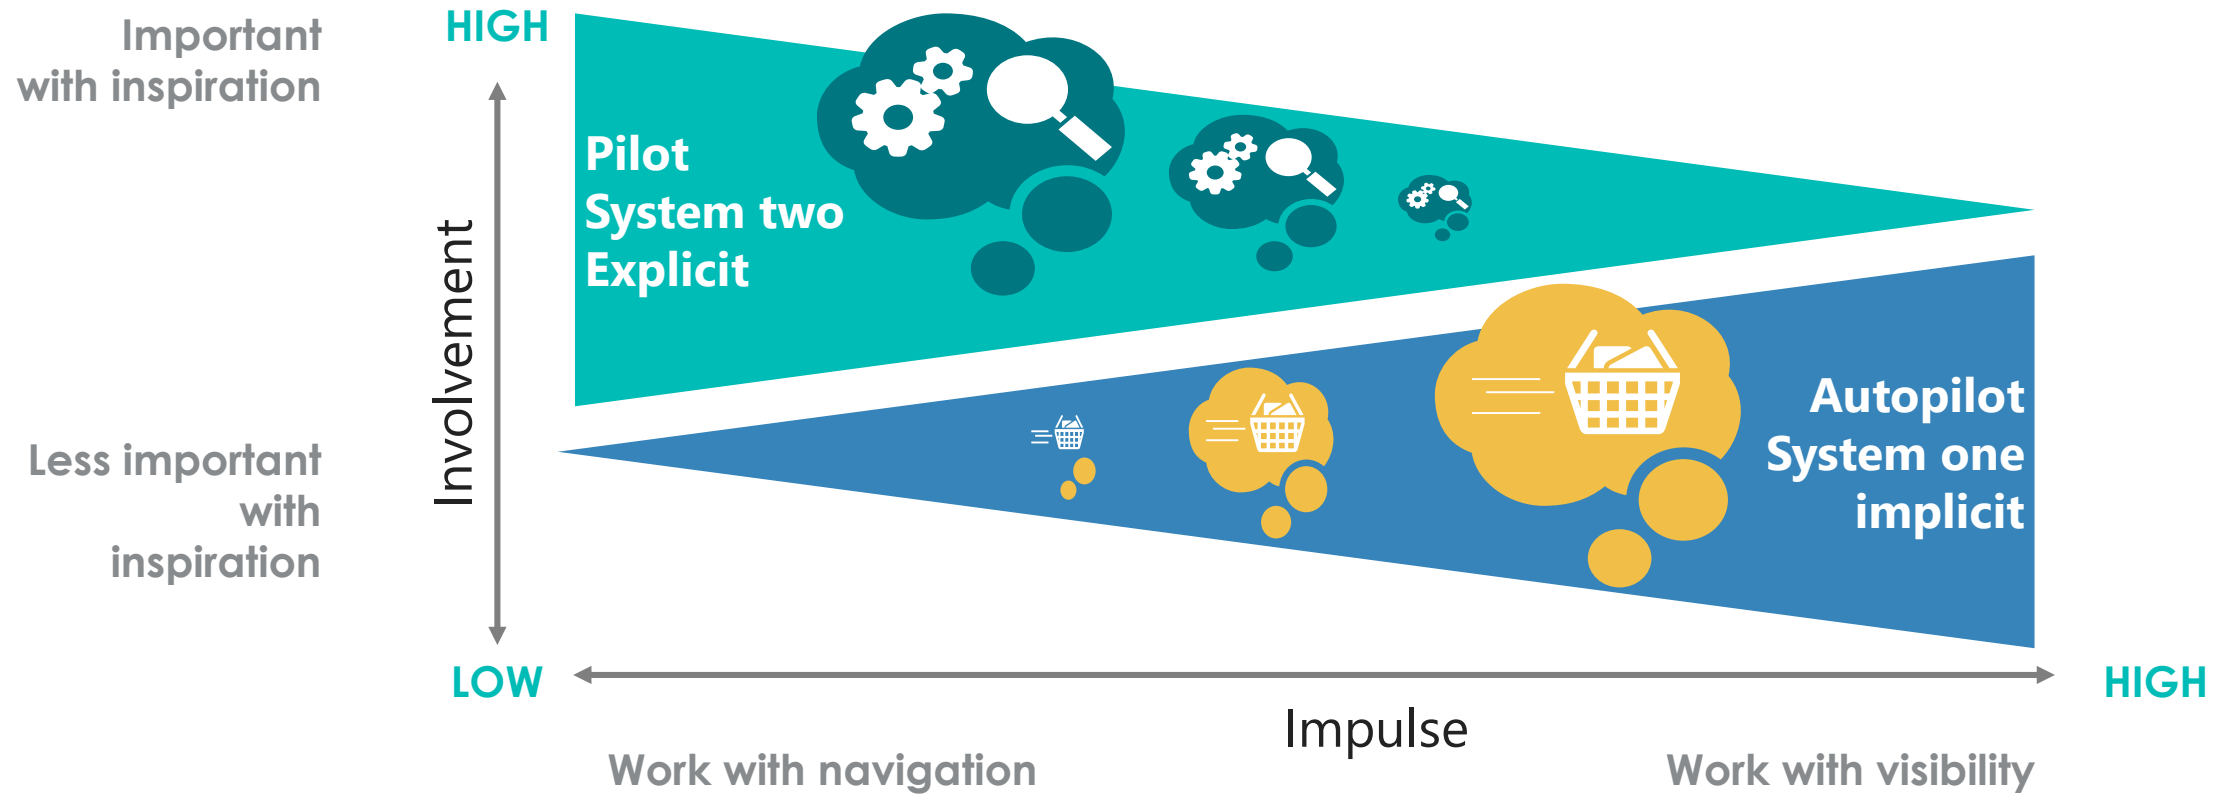 Important
with inspiration
HIGH
Pilot
System two
Explicit
Involvement
Less important
with
inspiration
Autopilot
System one
implicit
LOW
HIGH
Impulse
Work with navigation
Work with visibility